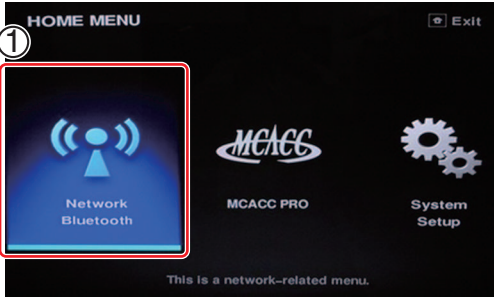 HOME MENU
Exit
①
MCACC
Network
Bluetooth
MCACC PRO
System
Setup
This is a network-related menu.